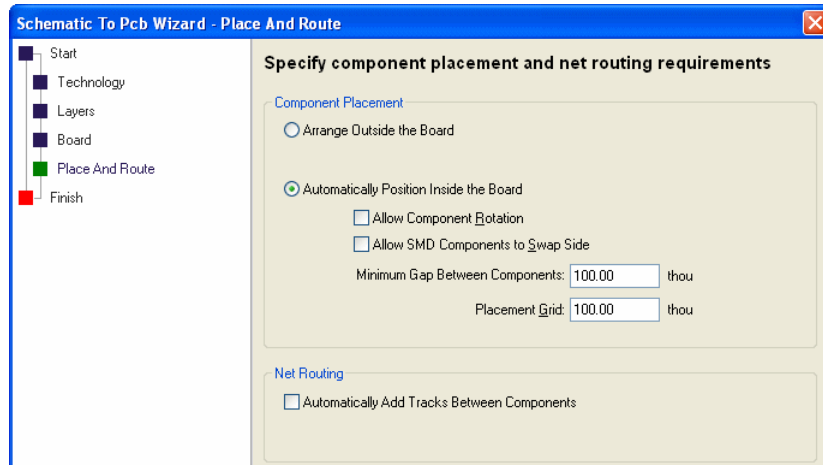 Schematic To Pcb Wizard - Place And Route
Start
Technology
Layers
Board
Place And Route
Finish
Specify component placement and net routing requirements
Component Placement
Arrange Outside the Board
Automatically Position Inside the Board
Allow Component Rotation
Allow SMD Components to Swap Side
Minimum Gap Between Components: 100.00 thou
Placement Grid: 100.00 thou
Net Routing
Automatically Add Tracks Between Components